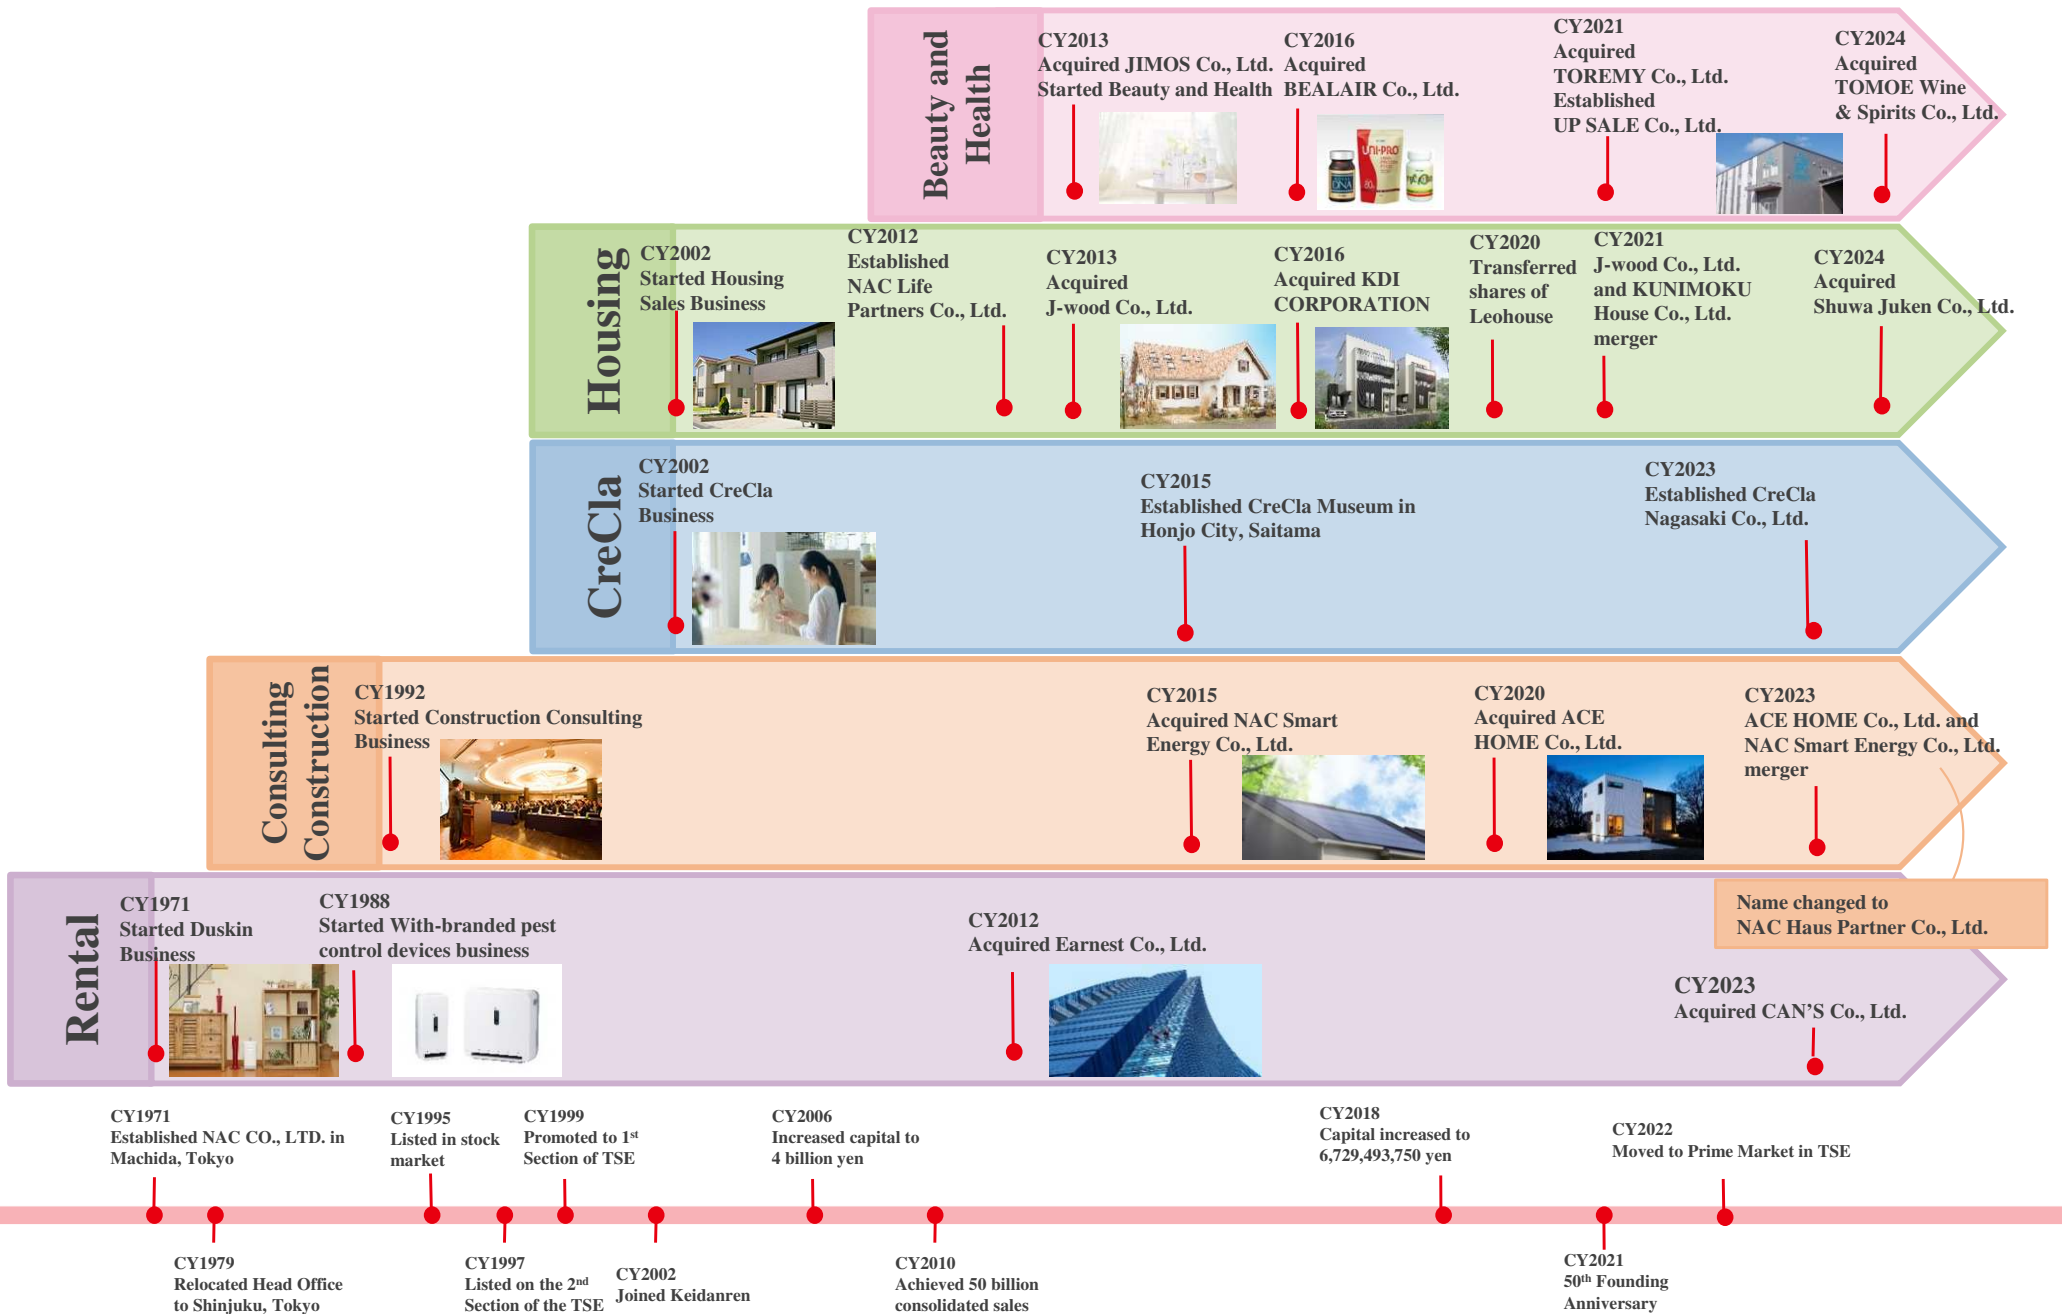 Beauty and
Health
CY2013
Acquired JIMOS Co., Ltd.
Started Beauty and Health
CY2016
Acquired
BEALAIR Co., Ltd.
UNI-PRO
DNA
CY2021
Acquired
TOREMY Co., Ltd.
Established
UP SALE Co., Ltd.
CY2024
Acquired
TOMOE Wine
& Spirits Co., Ltd.
Housing
CY2002
Started Housing
Sales Business
CY2012
Established
NAC Life
Partners Co., Ltd.
CY2013
Acquired
J-wood Co., Ltd.
CY2016
Acquired KDI
CORPORATION
CY2020
Transferred
shares of
Leohouse
CY2021
J-wood Co., Ltd.
and KUNIMOKU
House Co., Ltd.
merger
CY2024
Acquired
Shuwa Juken Co., Ltd.
CreCla
CY2002
Started CreCla
Business
CY2015
Established CreCla Museum in
Honjo City, Saitama
CY2023
Established CreCla
Nagasaki Co., Ltd.
Consulting
Construction
CY1992
Started Construction Consulting
Business
CY2015
Acquired NAC Smart
Energy Co., Ltd.
CY2020
Acquired ACE
HOME Co., Ltd.
CY2023
ACE HOME Co., Ltd. and
NAC Smart Energy Co., Ltd.
merger
Name changed to
NAC Haus Partner Co., Ltd.
Rental
CY1971
Started Duskin
Business
CY1988
Started With-branded pest
control devices business
CY2012
Acquired Earnest Co., Ltd.
CY2023
Acquired CAN’S Co., Ltd.
CY1971
Established NAC CO., LTD. in
Machida, Tokyo
CY1995
Listed in stock
market
CY1999
Promoted to 1st
Section of TSE
CY2006
Increased capital to
4 billion yen
CY2018
Capital increased to
6,729,493,750 yen
CY2022
Moved to Prime Market in TSE
CY1979
Relocated Head Office
to Shinjuku, Tokyo
CY1997
Listed on the 2nd
Section of the TSE
CY2002
Joined Keidanren
CY2010
Achieved 50 billion
consolidated sales
CY2021
50th Founding
Anniversary